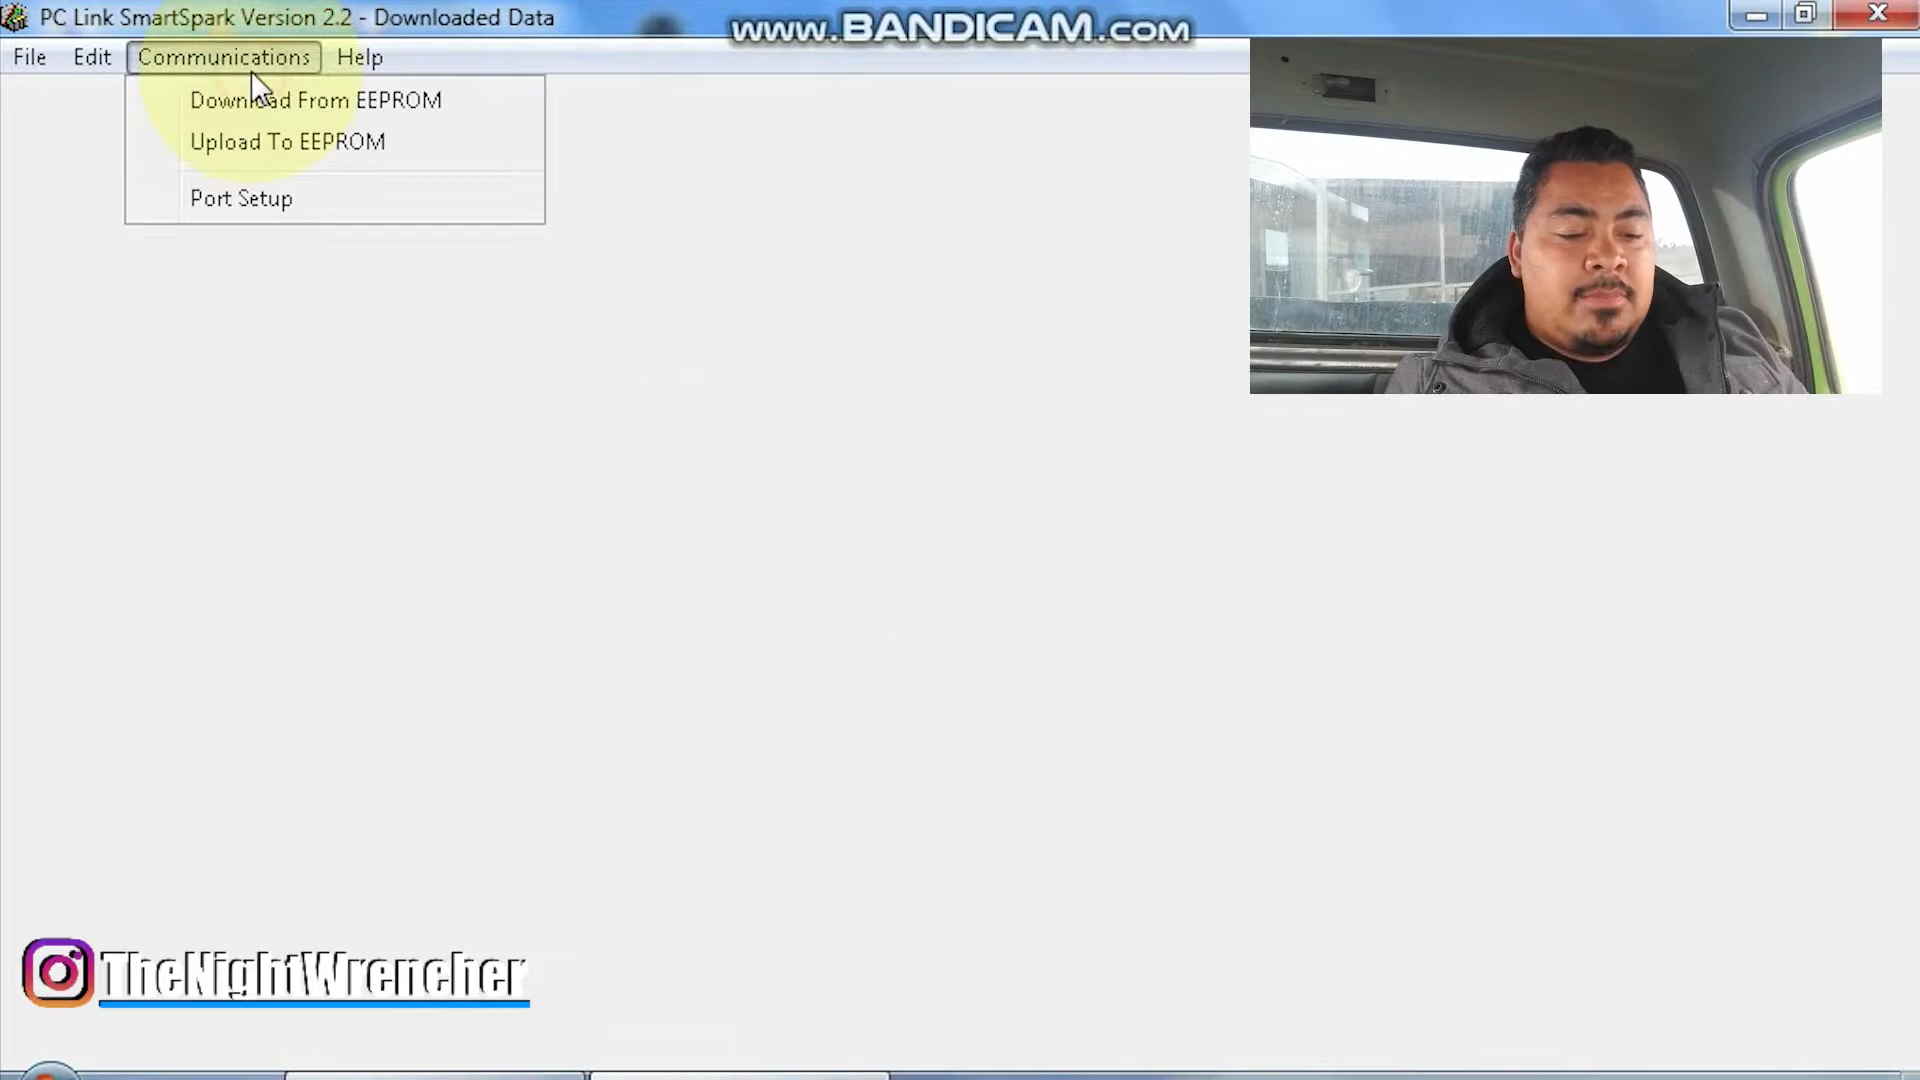 PC Link SmartSpark Version 2.2 - Downloaded Data
www.BANDICAM.com
File Edit Communications Help
Download From EEPROM
Upload To EEPROM
Port Setup
TheNightWrencher